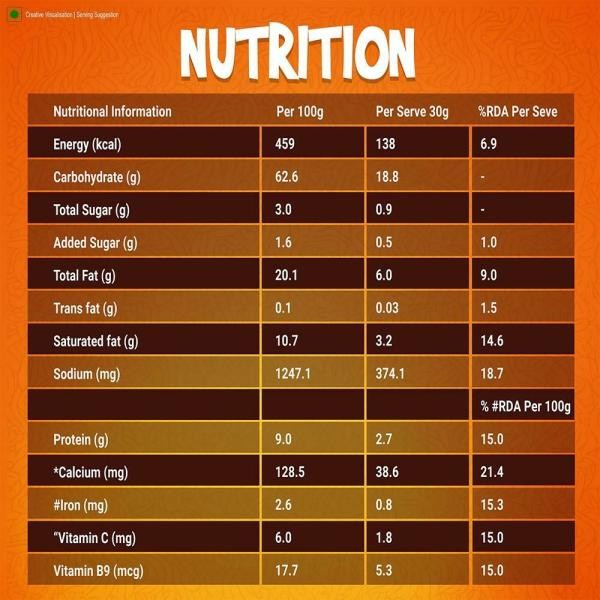 Creative Visualisation | Serving Suggestion
NUTRITION
Nutritional Information Per 100g Per Serve 30g %RDA Per Seve
Energy (kcal) 459 138 6.9
Carbohydrate (g) 62.6 18.8 -
Total Sugar (g) 3.0 0.9 -
Added Sugar (g) 1.6 0.5 1.0
Total Fat (g) 20.1 6.0 9.0
Trans fat (g) 0.1 0.03 1.5
Saturated fat (g) 10.7 3.2 14.6
Sodium (mg) 1247.1 374.1 18.7
% #RDA Per 100g
Protein (g) 9.0 2.7 15.0
*Calcium (mg) 128.5 38.6 21.4
#Iron (mg) 2.6 0.8 15.3
“Vitamin C (mg) 6.0 1.8 15.0
Vitamin B9 (mcg) 17.7 5.3 15.0